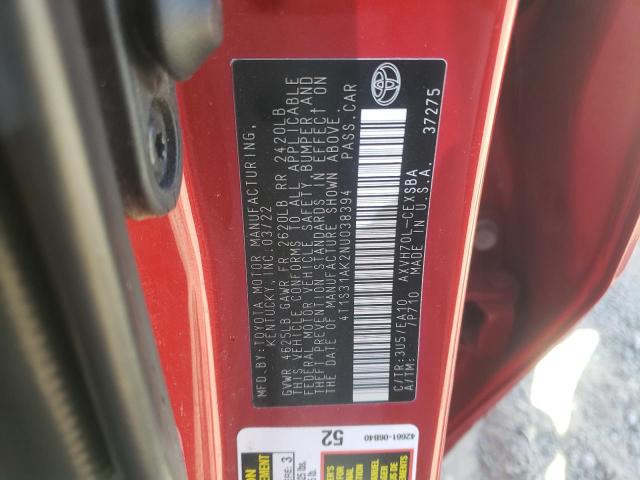 MFD.BY:TOYOTA MOTOR MANUFACTURING,
KENTUCKY, INC.03/22
GVWR 4625LB GAWR FR 2620LB RR 2420LB
THIS VEHICLE CONFORMS TO ALL APPLICABLE
FEDERAL MOTOR VEHICLE SAFETY BUMPER,AND
THEFT PREVENTION STANDARDS IN EFFECT ON
THE DATE OF MANUFACTURE SHOWN ABOVE.
4T1S31AK2NU038394 PASS.CAR
C/TR:3U5/EA10 AXVH70L-CEXSBA
A/TM: 7P710 MADE IN U.S.A.
37275
52
42661-06B40